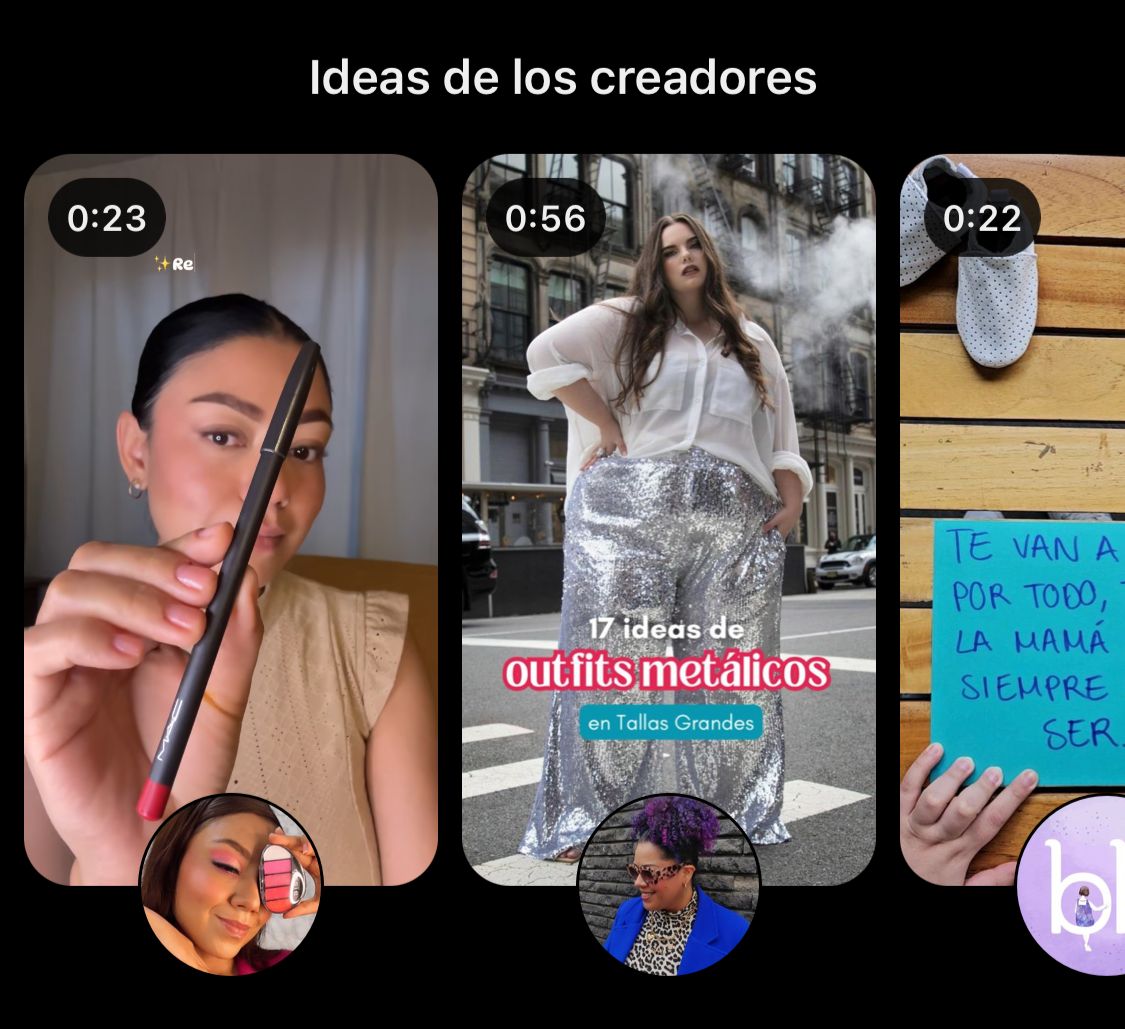 Ideas de los creadores
0:23
✨Re
MAC
0:56
17 ideas de
outfits metálicos
en Tallas Grandes
0:22
TE VAN A
POR TODO,
LA MAMÁ
SIEMPRE
SER.